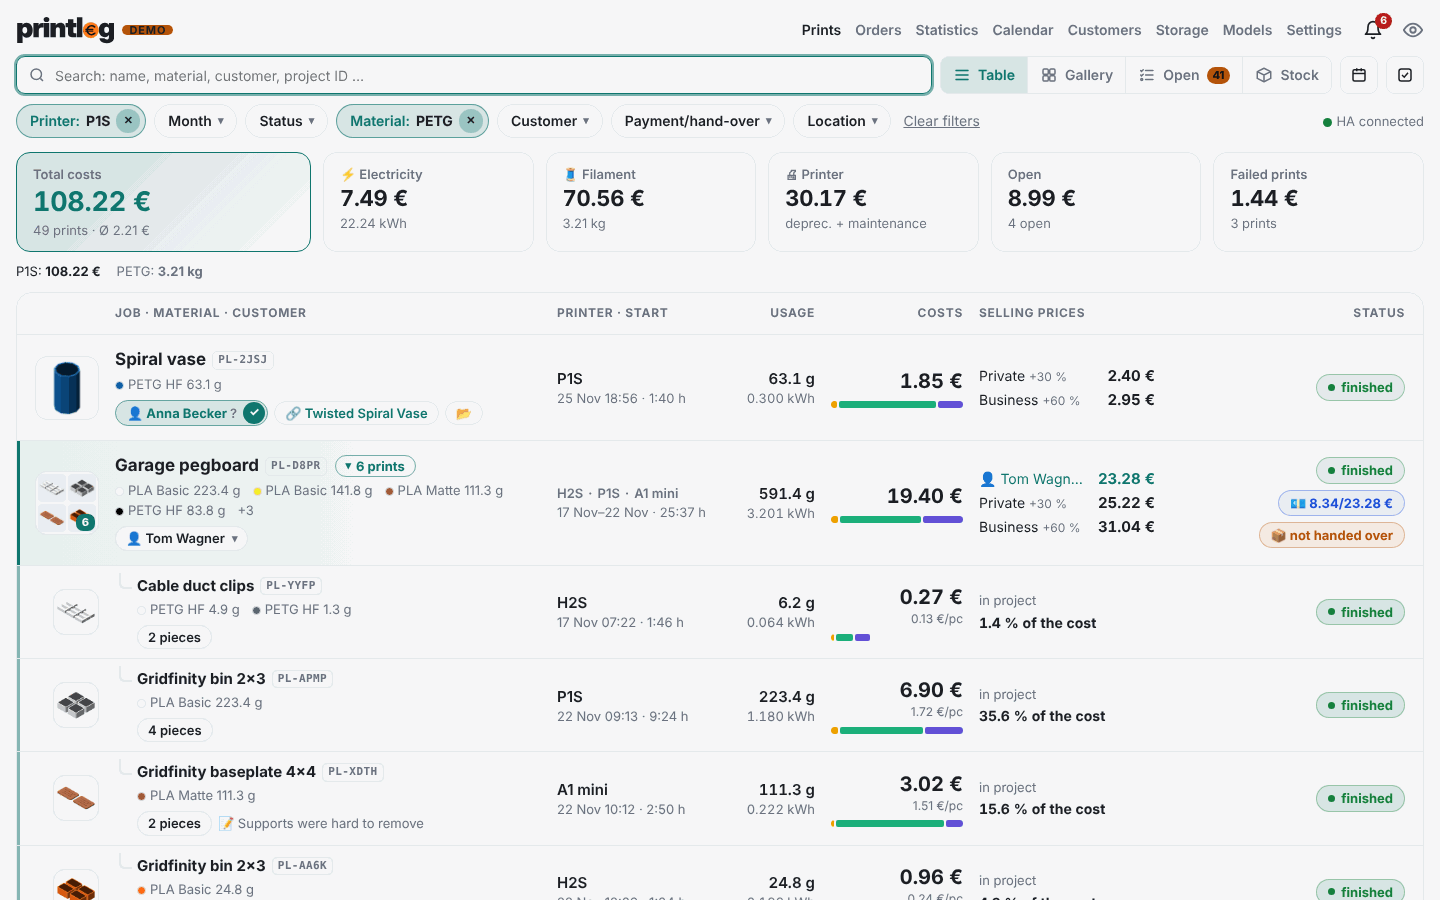 printl€g DEMO
Prints Orders Statistics Calendar Customers Storage Models Settings 6
Search: name, material, customer, project ID ...
Table Gallery Open 41 Stock
Printer: P1S × Month ▾ Status ▾ Material: PETG × Customer ▾ Payment/hand-over ▾ Location ▾ Clear filters HA connected
Total costs
108.22 €
49 prints · Ø 2.21 €
⚡ Electricity
7.49 €
22.24 kWh
🧵 Filament
70.56 €
3.21 kg
🖨 Printer
30.17 €
deprec. + maintenance
Open
8.99 €
4 open
Failed prints
1.44 €
3 prints
P1S: 108.22 € PETG: 3.21 kg
JOB · MATERIAL · CUSTOMER PRINTER · START USAGE COSTS SELLING PRICES STATUS
Spiral vase PL-2JSJ
PETG HF 63.1 g
👤 Anna Becker ? ✓ 🔗 Twisted Spiral Vase 📂
P1S
25 Nov 18:56 · 1:40 h
63.1 g
0.300 kWh
1.85 €
Private +30 % 2.40 €
Business +60 % 2.95 €
finished
Garage pegboard PL-D8PR ▾ 6 prints
PLA Basic 223.4 g PLA Basic 141.8 g PLA Matte 111.3 g
PETG HF 83.8 g +3
👤 Tom Wagner ▾
6
H2S · P1S · A1 mini
17 Nov–22 Nov · 25:37 h
591.4 g
3.201 kWh
19.40 €
👤 Tom Wagn... 23.28 €
Private +30 % 25.22 €
Business +60 % 31.04 €
finished
💶 8.34/23.28 €
📦 not handed over
Cable duct clips PL-YYFP
PETG HF 4.9 g PETG HF 1.3 g
2 pieces
H2S
17 Nov 07:22 · 1:46 h
6.2 g
0.064 kWh
0.27 €
0.13 €/pc
in project
1.4 % of the cost
finished
Gridfinity bin 2×3 PL-APMP
PLA Basic 223.4 g
4 pieces
P1S
22 Nov 09:13 · 9:24 h
223.4 g
1.180 kWh
6.90 €
1.72 €/pc
in project
35.6 % of the cost
finished
Gridfinity baseplate 4×4 PL-XDTH
PLA Matte 111.3 g
2 pieces 📝 Supports were hard to remove
A1 mini
22 Nov 10:12 · 2:50 h
111.3 g
0.222 kWh
3.02 €
1.51 €/pc
in project
15.6 % of the cost
finished
Gridfinity bin 2×3 PL-AA6K
PLA Basic 24.8 g
H2S
24.8 g
0.96 €
in project
finished